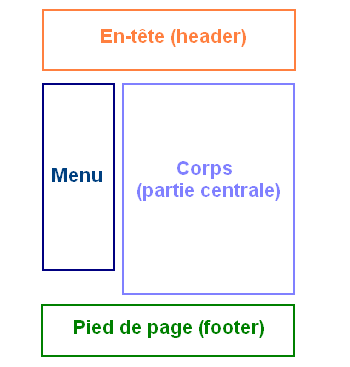 En-tête (header)
Menu
Corps
(partie centrale)
Pied de page (footer)